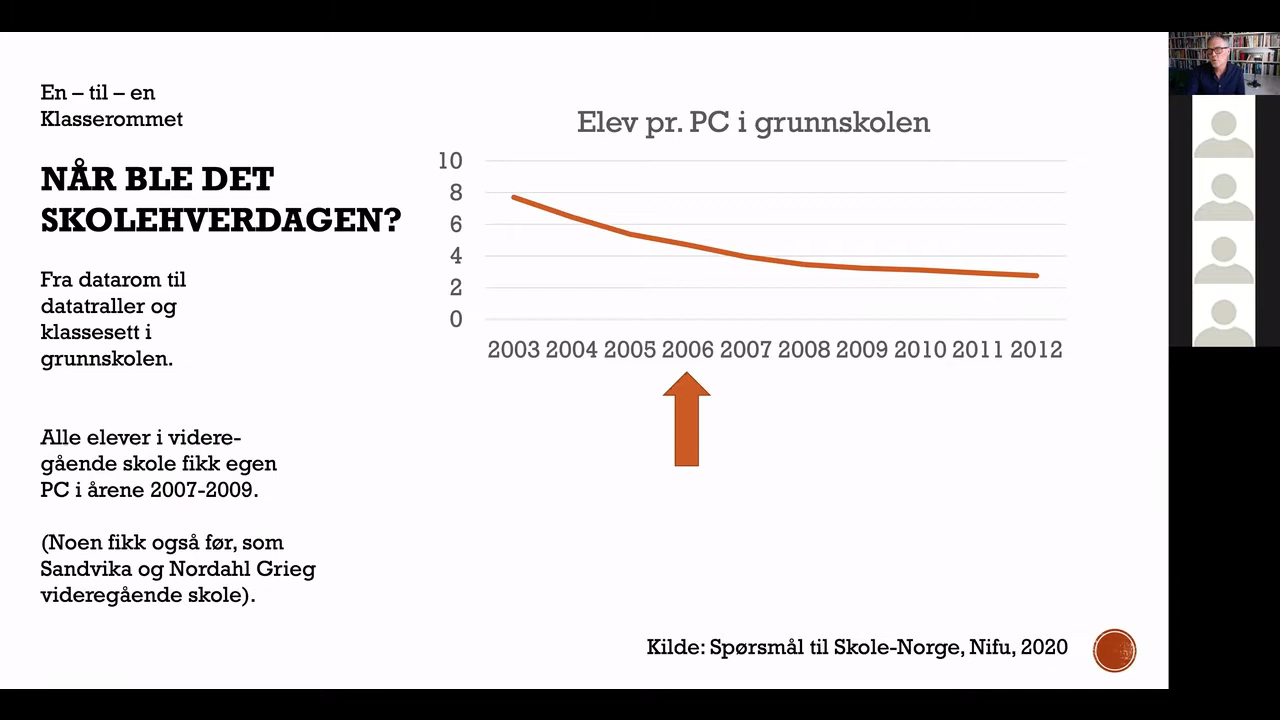 En – til – en
Klasserommet
NÅR BLE DET
SKOLEHVERDAGEN?
Fra datarom til
datatraller og
klassesett i
grunnskolen.
Alle elever i videre-
gående skole fikk egen
PC i årene 2007-2009.
(Noen fikk også før, som
Sandvika og Nordahl Grieg
videregående skole).
Elev pr. PC i grunnskolen
10
8
6
4
2
0
2003 2004 2005 2006 2007 2008 2009 2010 2011 2012
Kilde: Spørsmål til Skole-Norge, Nifu, 2020